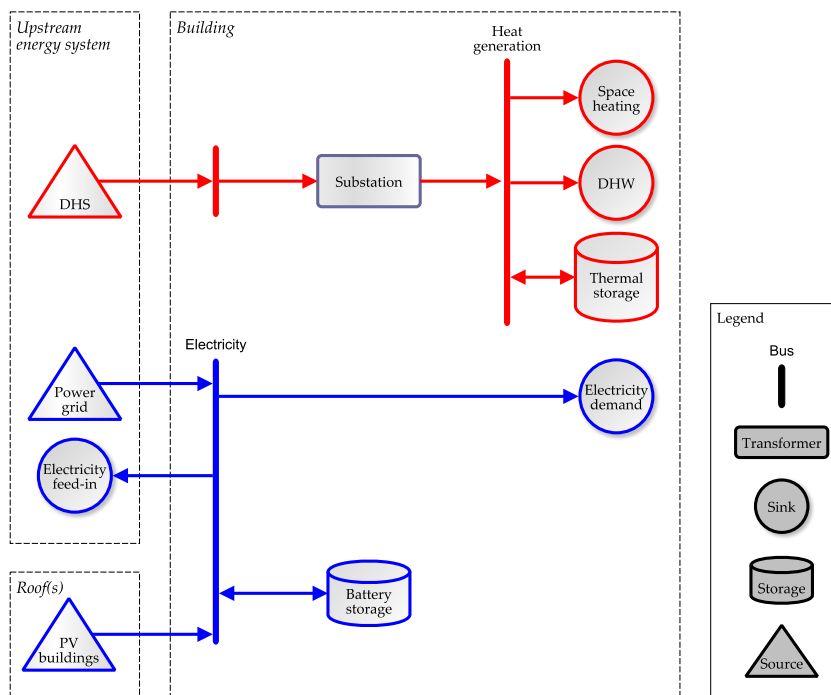 Upstream
energy system
Building
Heat
generation
Space
heating
DHS
Substation
DHW
Thermal
storage
Electricity
Power
grid
Electricity
demand
Electricity
feed-in
Roof(s)
PV
buildings
Battery
storage
Legend
Bus
Transformer
Sink
Storage
Source